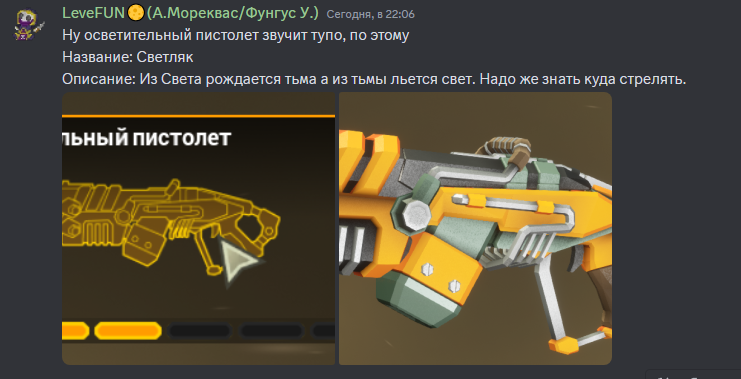 LeveFUN (А.Мореквас/Фунгус У.) Сегодня, в 22:06
Ну осветительный пистолет звучит тупо, по этому
Название: Светляк
Описание: Из Света рождается тьма а из тьмы льется свет. Надо же знать куда стрелять.
льный пистолет